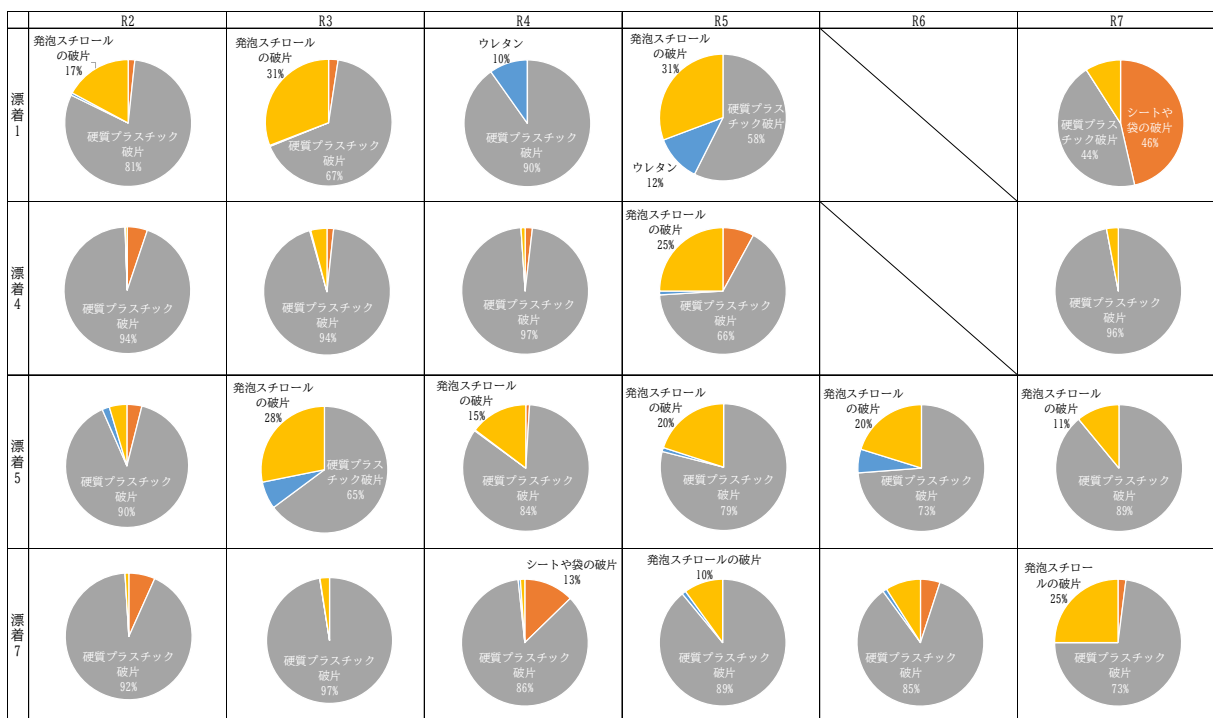 R2
R3
R4
R5
R6
R7
漂着1
発泡スチロール
の破片
17%
硬質プラスチック
破片
81%
発泡スチロール
の破片
31%
硬質プラスチック
破片
67%
ウレタン
10%
硬質プラスチック
破片
90%
発泡スチロール
の破片
31%
硬質プラス
チック破片
58%
ウレタン
12%
シートや
袋の破片
46%
硬質プラス
チック破片
44%
漂着4
硬質プラスチック
破片
94%
硬質プラスチック
破片
94%
硬質プラスチック
破片
97%
発泡スチロール
の破片
25%
硬質プラスチック
破片
66%
硬質プラスチック
破片
96%
漂着5
硬質プラスチック
破片
90%
発泡スチロール
の破片
28%
硬質プラス
チック破片
65%
発泡スチロール
の破片
15%
硬質プラスチック
破片
84%
発泡スチロール
の破片
20%
硬質プラスチック
破片
79%
発泡スチロール
の破片
20%
硬質プラスチック
破片
73%
発泡スチロール
の破片
11%
硬質プラスチック
破片
89%
漂着7
硬質プラスチック
破片
92%
硬質プラスチック
破片
97%
シートや袋の破片
13%
硬質プラスチック
破片
86%
発泡スチロールの破片
10%
硬質プラスチック
破片
89%
硬質プラスチック
破片
85%
発泡スチロー
ルの破片
25%
硬質プラスチック
破片
73%